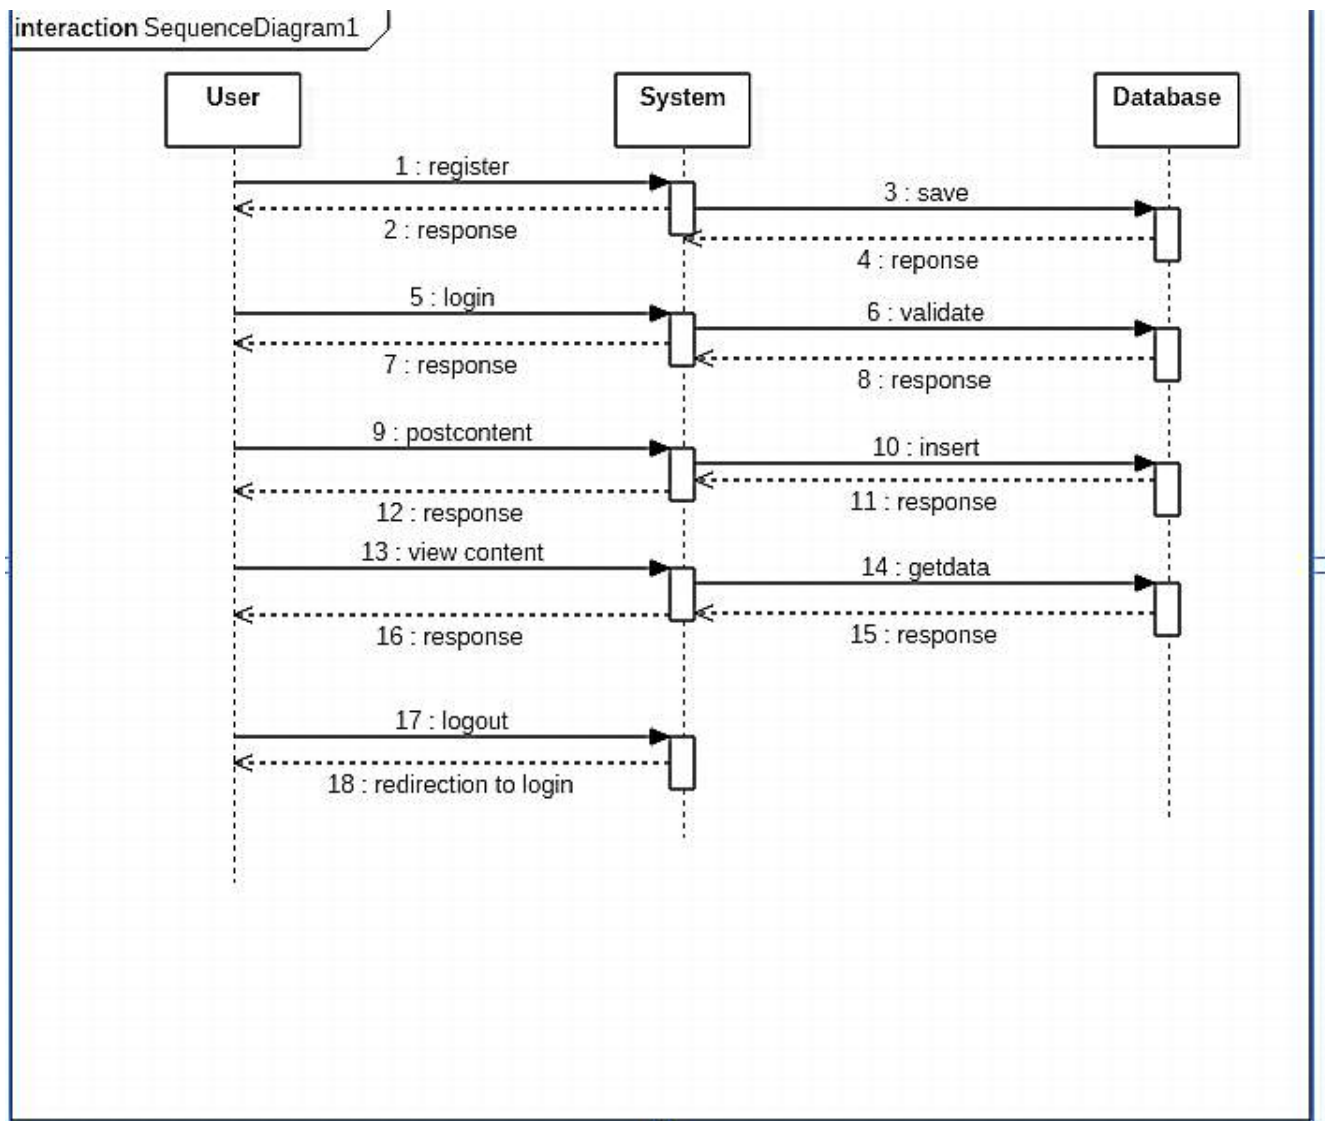 interaction SequenceDiagram1
User
System
Database
1 : register
3 : save
2 : response
4 : reponse
5 : login
6 : validate
7 : response
8 : response
9 : postcontent
10 : insert
11 : response
12 : response
13 : view content
14 : getdata
15 : response
16 : response
17 : logout
18 : redirection to login